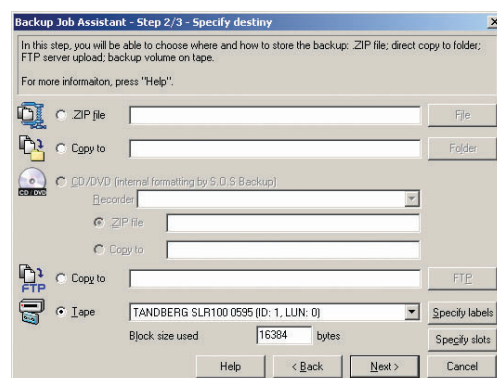 Backup Job Assistant - Step 2/3 - Specify destiny
In this step, you will be able to choose where and how to store the backup: .ZIP file; direct copy to folder;
FTP server upload; backup volume on tape.
For more informaiton, press "Help".
.ZIP file
File
Copy to
Folder
CD/DVD
CD/DVD (internal formatting by S.O.S Backup)
Recorder
ZIP file
Copy to
FTP
Copy to
FTP
Tape
TANDBERG SLR100 0595 (ID: 1, LUN: 0)
Specify labels
Block size used
16384
bytes
Specify slots
Help
< Back
Next >
Cancel